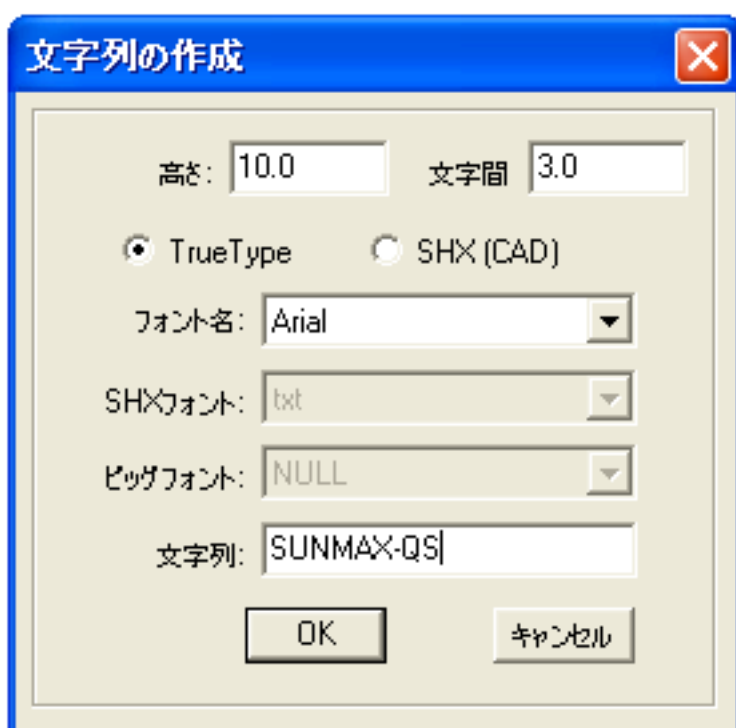 文字列の作成
高さ: 10.0 文字間 3.0
TrueType SHX (CAD)
フォント名: Arial
SHXフォント: txt
ビッグフォント: NULL
文字列: SUNMAX-QS
OK キャンセル